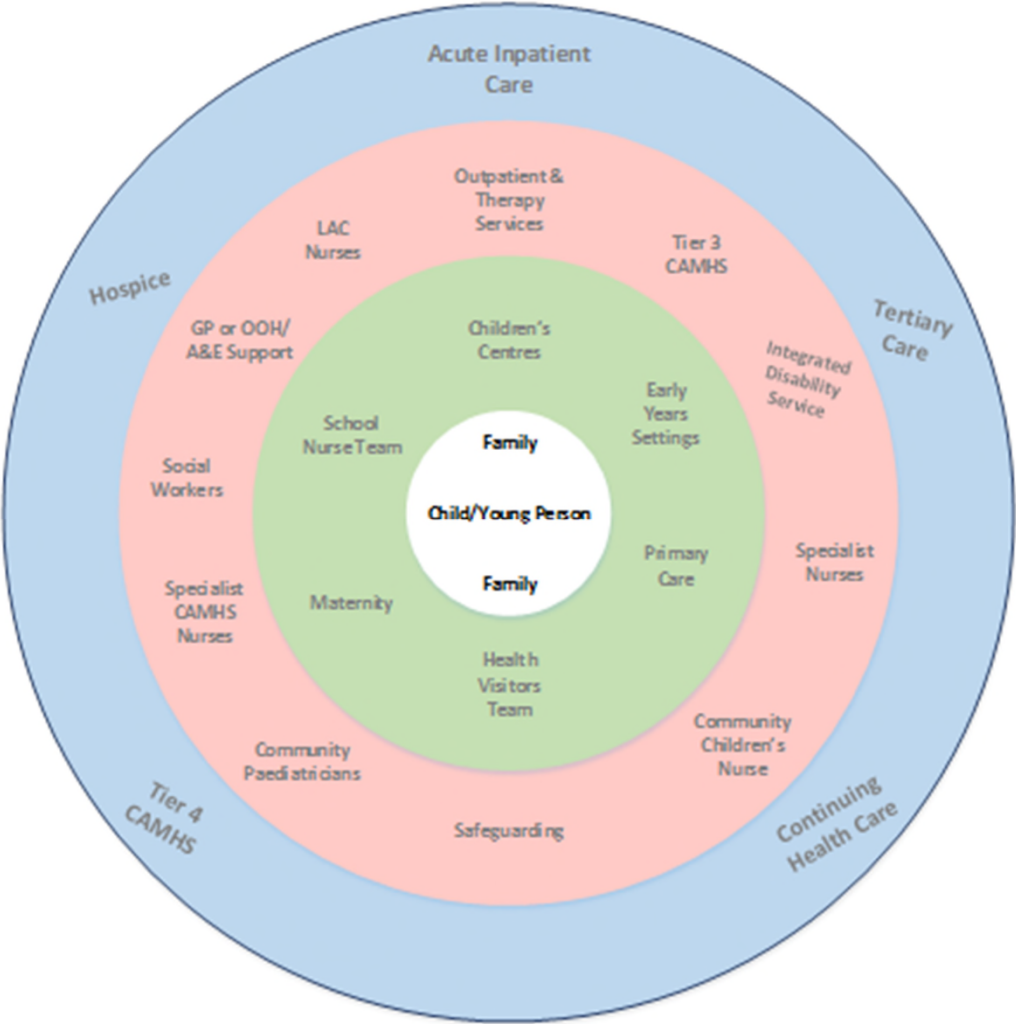 Acute Inpatient
Care
Outpatient &
Therapy
Services
LAC
Nurses
Tier 3
CAMHS
Hospice
Tertiary
Care
GP or OOH/
A&E Support
Children's
Centres
Integrated
Disability
Service
Early
Years
Settings
School
Nurse Team
Family
Social
Workers
Child/Young Person
Primary
Care
Specialist
Nurses
Family
Specialist
CAMHS
Nurses
Maternity
Health
Visitors
Team
Community
Children's
Nurse
Community
Paediatricians
Tier 4
CAMHS
Continuing
Health Care
Safeguarding